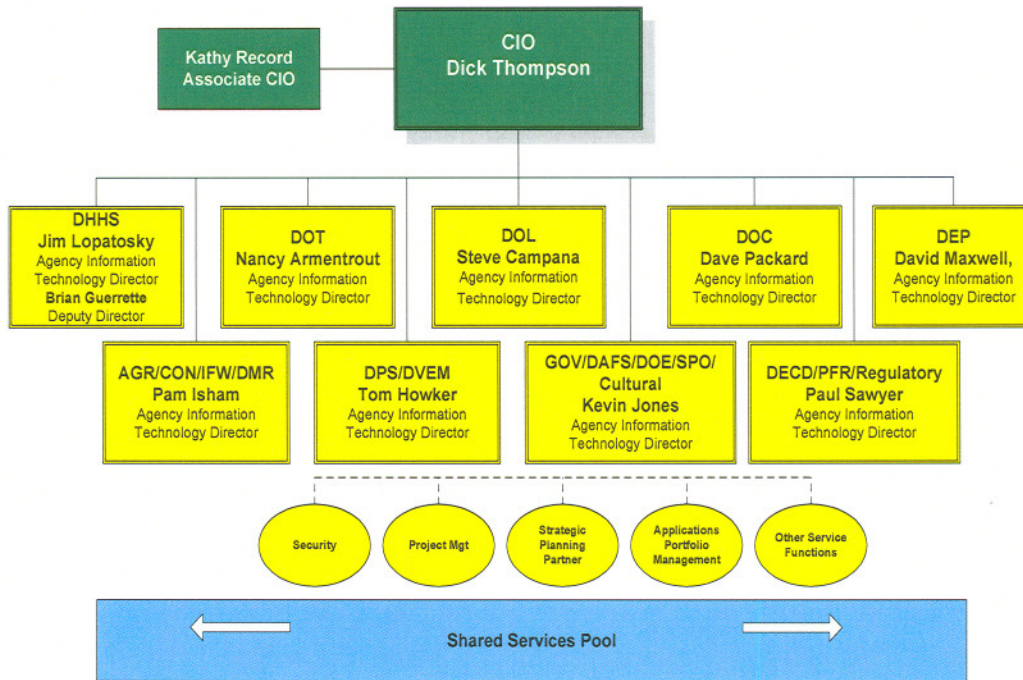 CIO
Dick Thompson
Kathy Record
Associate CIO
DHHS
Jim Lopatosky
Agency Information
Technology Director
Brian Guerrette
Deputy Director
DOT
Nancy Armentrout
Agency Information
Technology Director
DOL
Steve Campana
Agency Information
Technology Director
DOC
Dave Packard
Agency Information
Technology Director
DEP
David Maxwell,
Agency Information
Technology Director
AGR/CON/IFW/DMR
Pam Isham
Agency Information
Technology Director
DPS/DVEM
Tom Howker
Agency Information
Technology Director
GOV/DAFS/DOE/SPO/
Cultural
Kevin Jones
Agency Information
Technology Director
DECD/PFR/Regulatory
Paul Sawyer
Agency Information
Technology Director
Security
Project Mgt
Strategic
Planning
Partner
Applications
Portfolio
Management
Other Service
Functions
Shared Services Pool